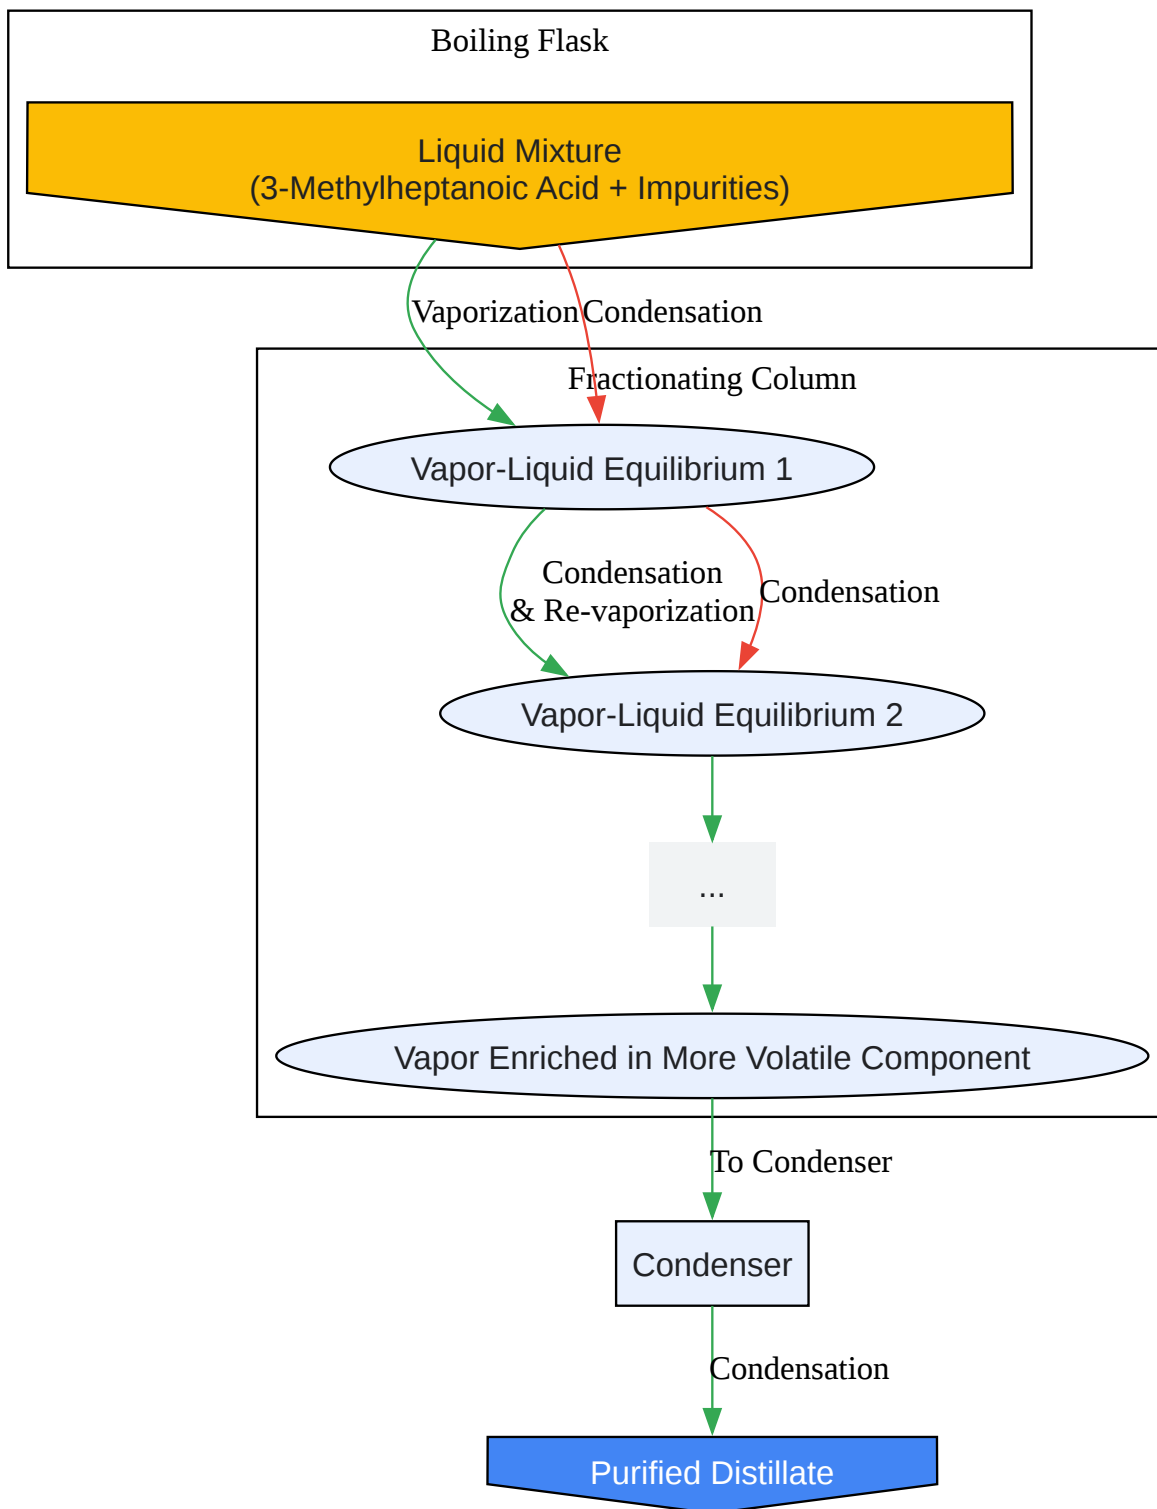 Boiling Flask
Liquid Mixture
(3-Methylheptanoic Acid + Impurities)
Vaporization
Condensation
Fractionating Column
Vapor-Liquid Equilibrium 1
Condensation
& Re-vaporization
Condensation
Vapor-Liquid Equilibrium 2
...
Vapor Enriched in More Volatile Component
To Condenser
Condenser
Condensation
Purified Distillate